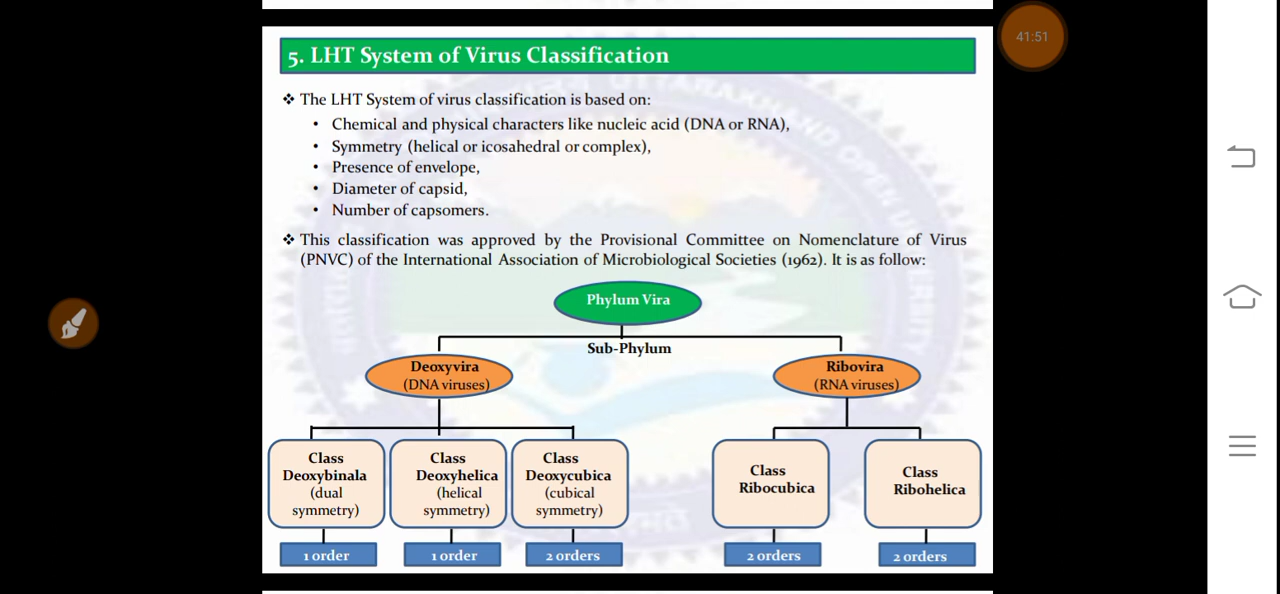 41:51
5. LHT System of Virus Classification
❖ The LHT System of virus classification is based on:
• Chemical and physical characters like nucleic acid (DNA or RNA),
• Symmetry (helical or icosahedral or complex),
• Presence of envelope,
• Diameter of capsid,
• Number of capsomers.
❖ This classification was approved by the Provisional Committee on Nomenclature of Virus
(PNVC) of the International Association of Microbiological Societies (1962). It is as follow:
Phylum Vira
Sub-Phylum
Deoxyvira
(DNA viruses)
Ribovira
(RNA viruses)
Class
Deoxybinala
(dual
symmetry)
Class
Deoxyhelica
(helical
symmetry)
Class
Deoxycubica
(cubical
symmetry)
Class
Ribocubica
Class
Ribohelica
1 order
1 order
2 orders
2 orders
2 orders
UTTARAKHAND OPEN UNIVERSITY